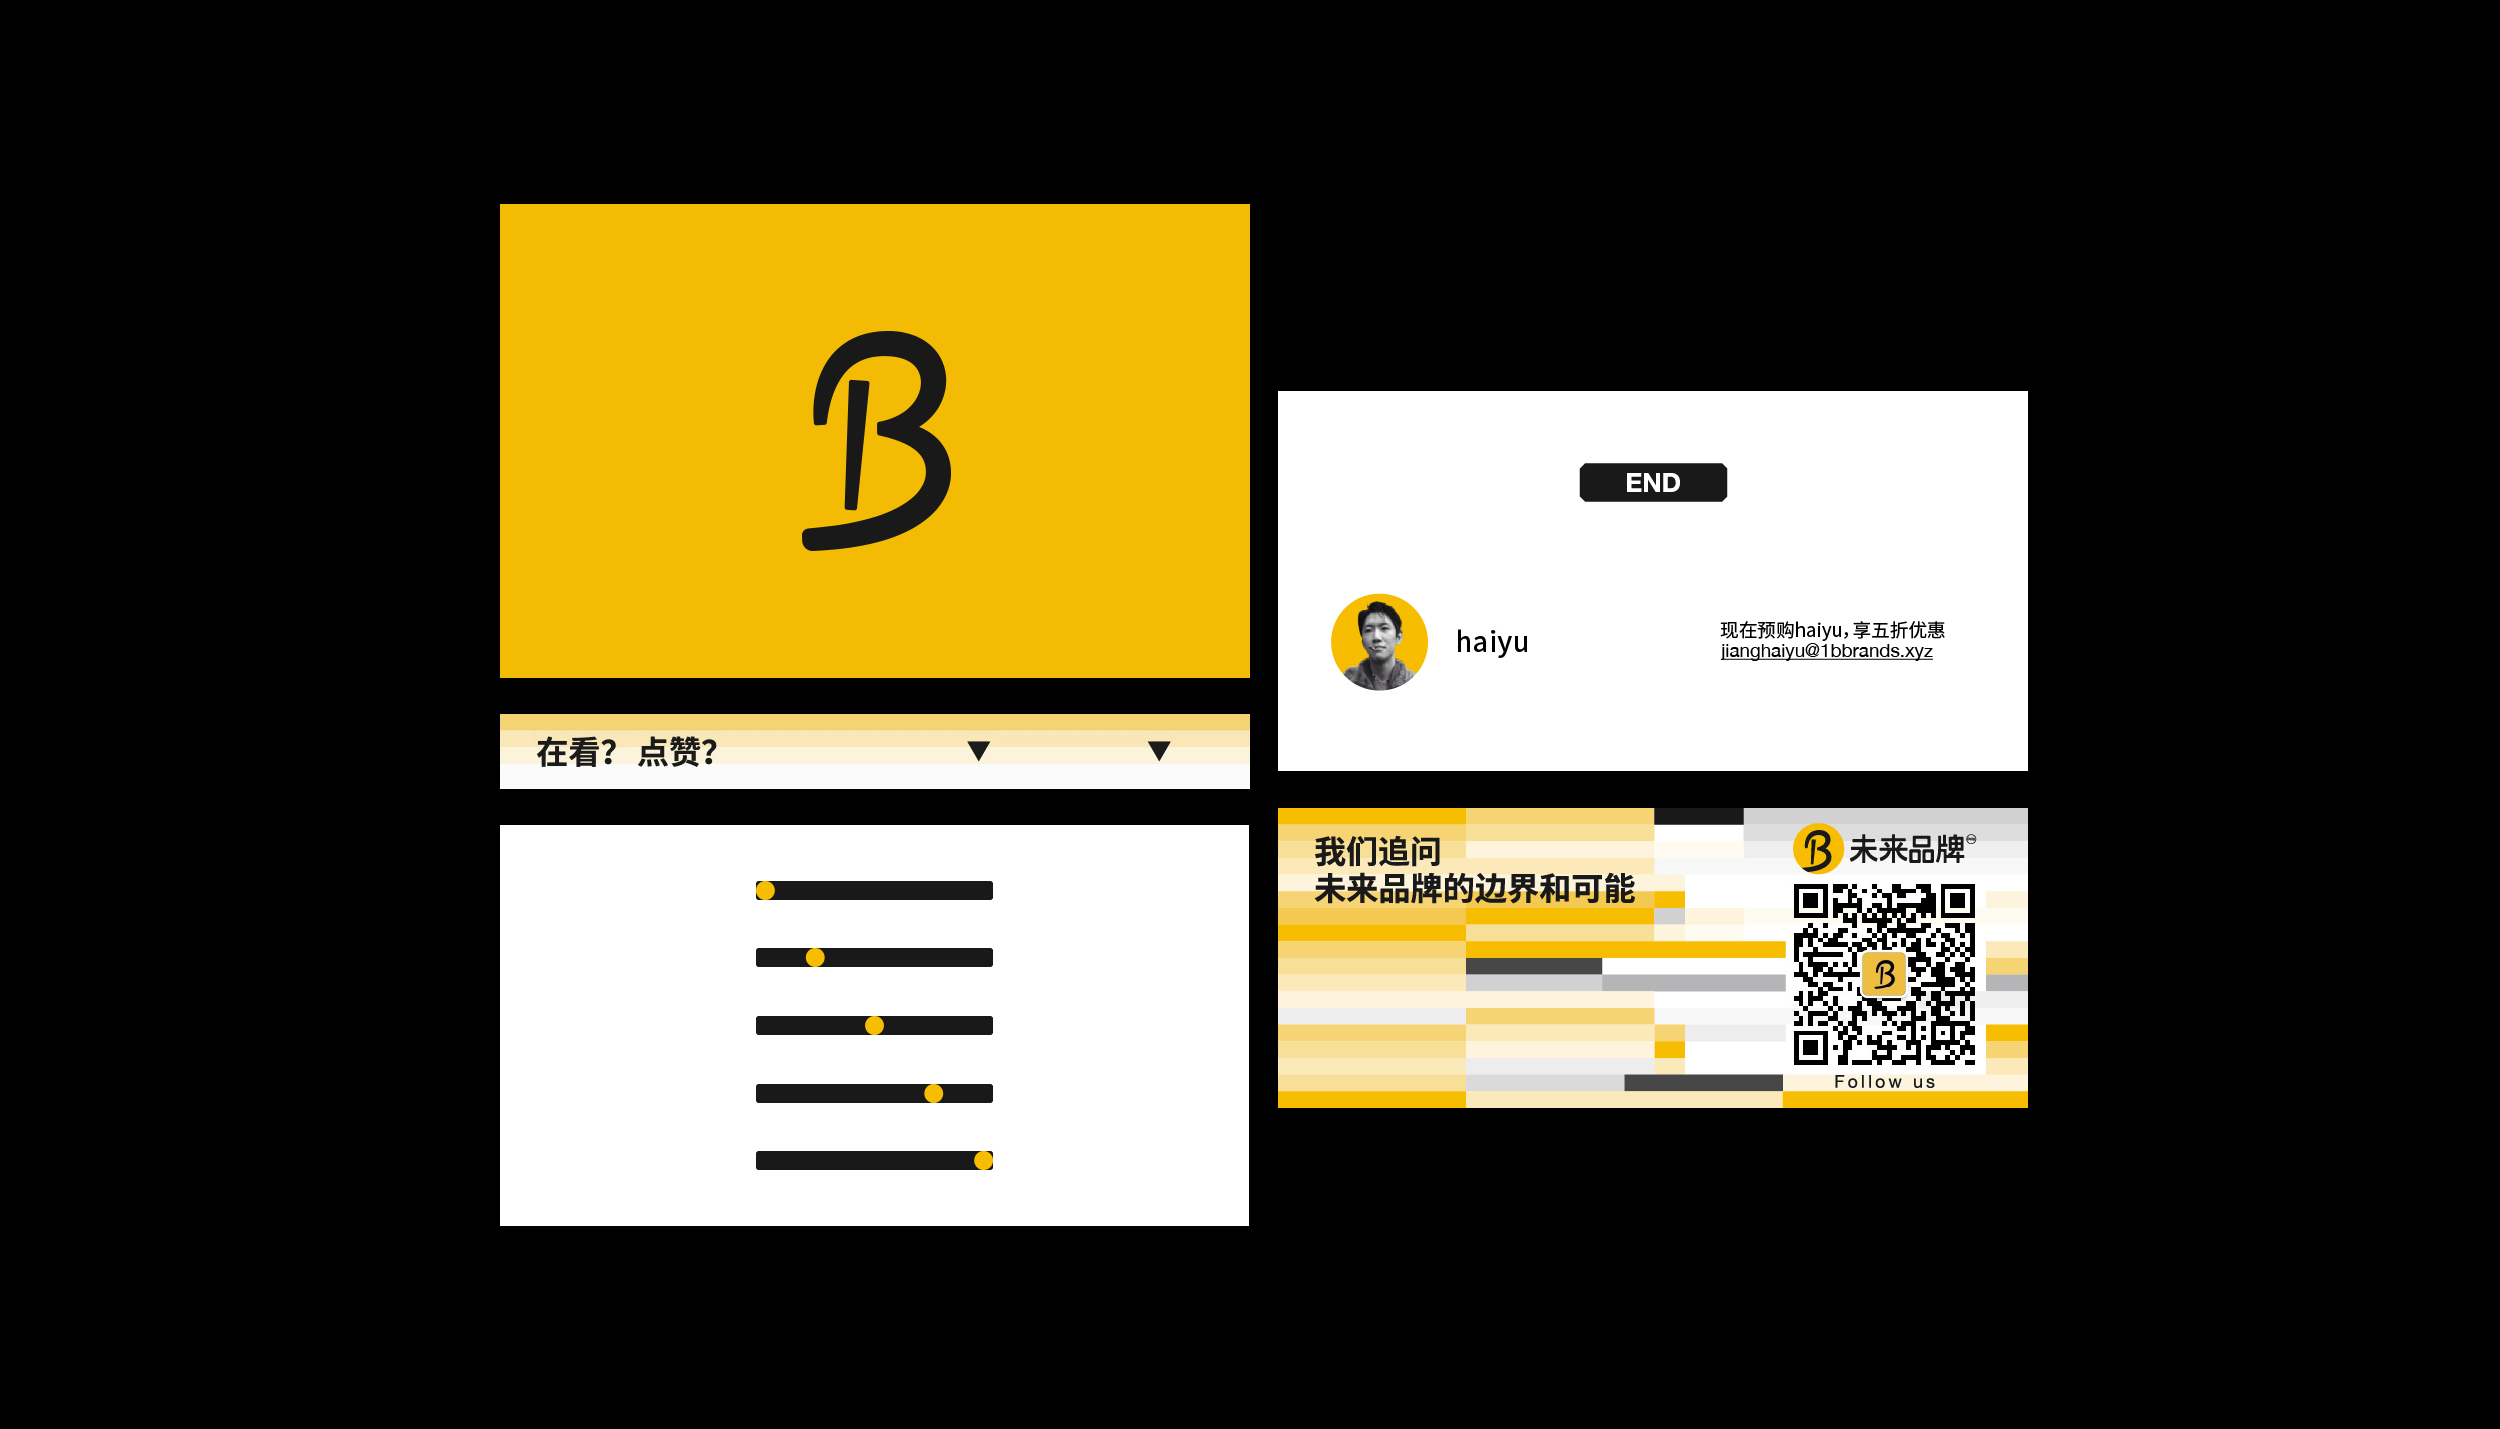 B
在看? 点赞?
END
haiyu
现在预购haiyu,享五折优惠
jianghaiyu@1bbrands.xyz
我们追问
未来品牌的边界和可能
B 未来品牌
B
Follow us